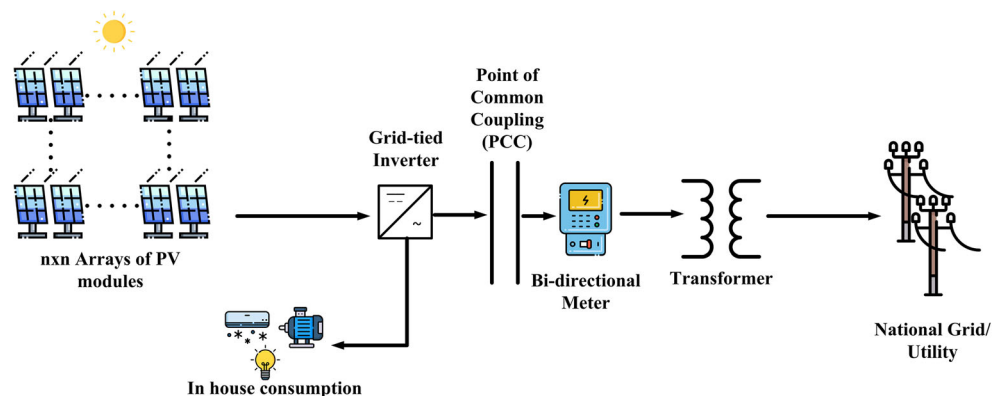 nxn Arrays of PV
modules
Grid-tied
Inverter
Point of
Common
Coupling
(PCC)
Bi-directional
Meter
Transformer
National Grid/
Utility
In house consumption